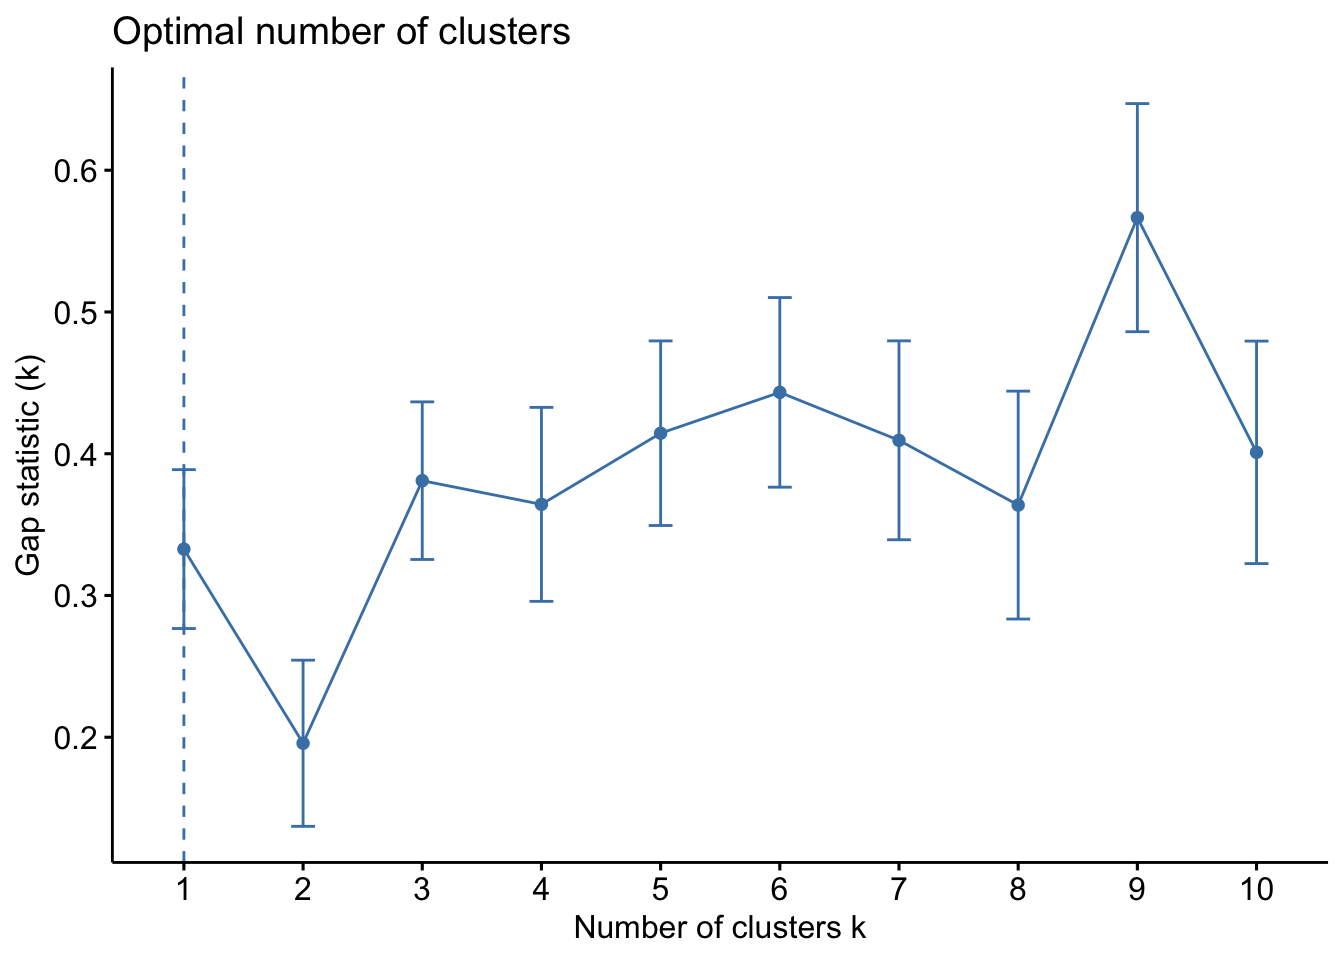 Optimal number of clusters
Gap statistic (k)
0.6
0.5
0.4
0.3
0.2
1 2 3 4 5 6 7 8 9 10
Number of clusters k